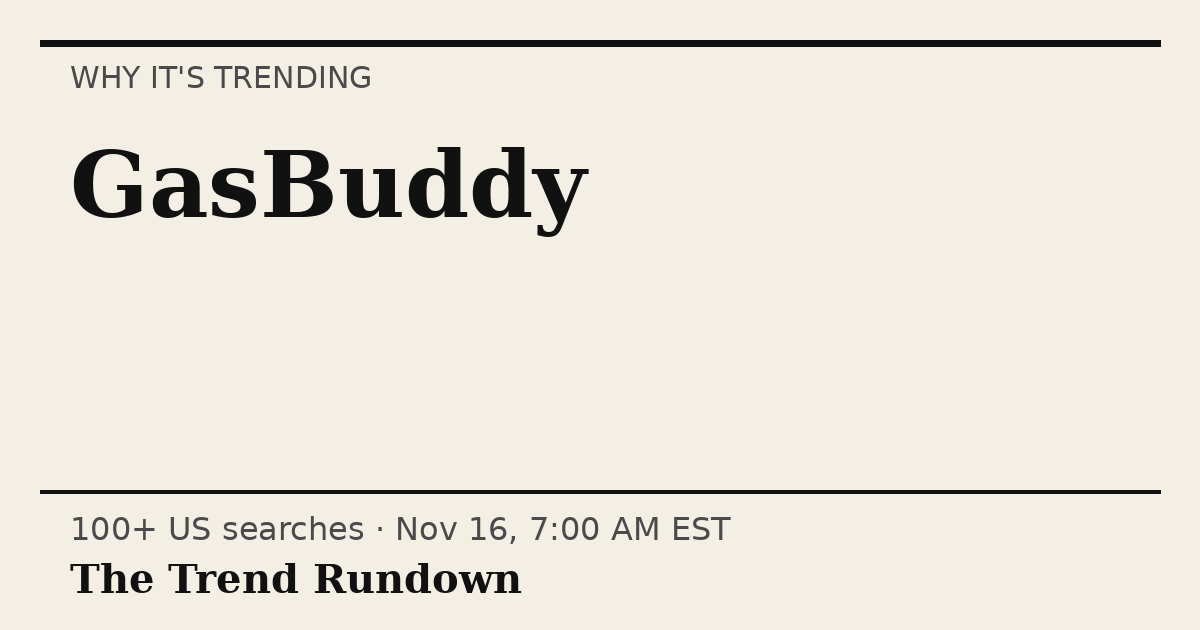 WHY IT'S TRENDING
GasBuddy
100+ US searches · Nov 16, 7:00 AM EST
The Trend Rundown